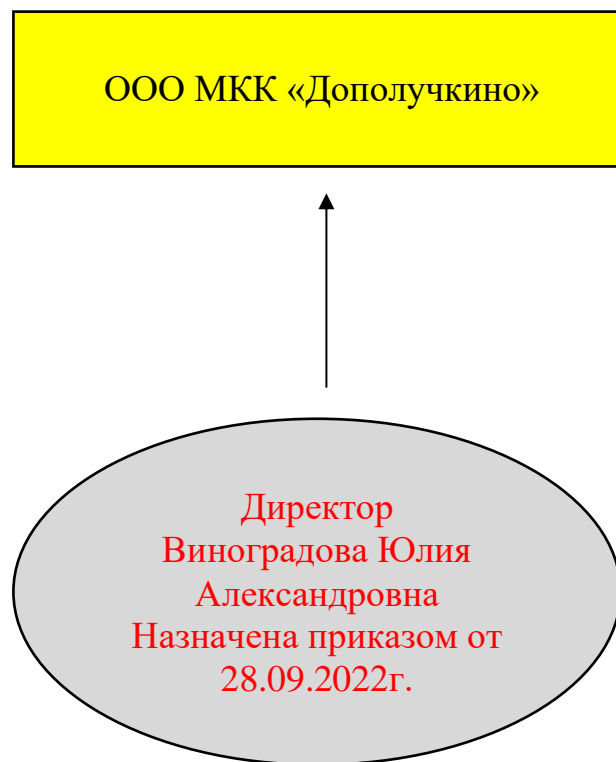 ООО МКК «Дополучкино»
Директор
Виноградова Юлия
Александровна
Назначена приказом от
28.09.2022г.